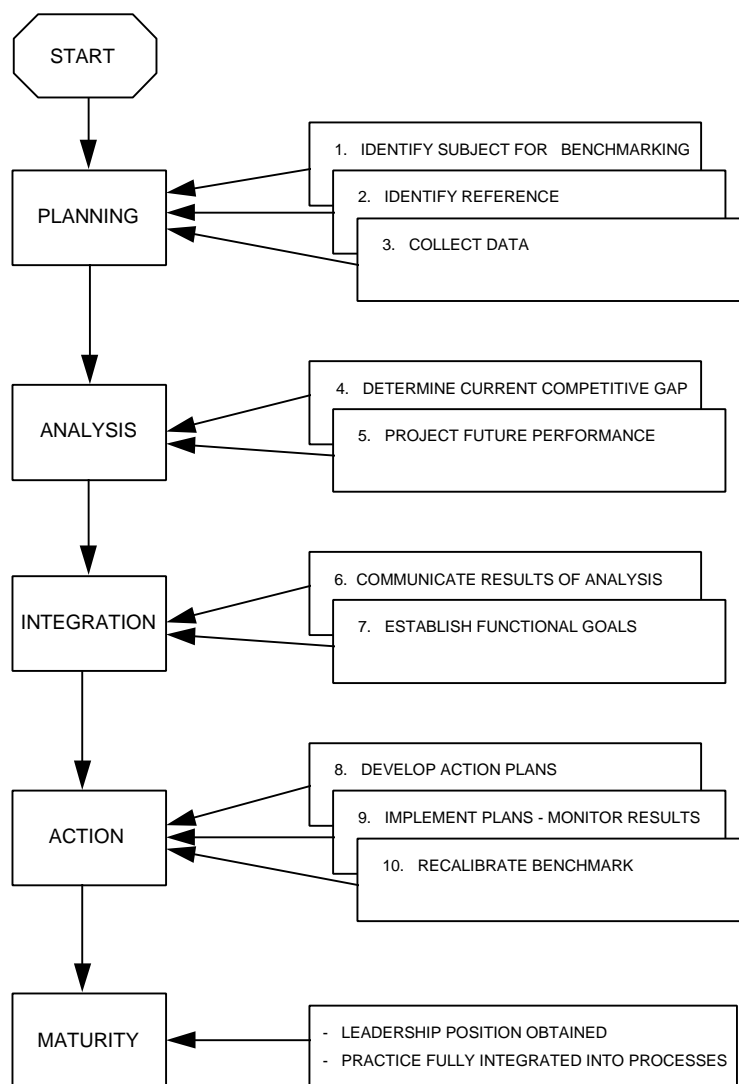 START
PLANNING
1. IDENTIFY SUBJECT FOR BENCHMARKING
2. IDENTIFY REFERENCE
3. COLLECT DATA
ANALYSIS
4. DETERMINE CURRENT COMPETITIVE GAP
5. PROJECT FUTURE PERFORMANCE
INTEGRATION
6. COMMUNICATE RESULTS OF ANALYSIS
7. ESTABLISH FUNCTIONAL GOALS
ACTION
8. DEVELOP ACTION PLANS
9. IMPLEMENT PLANS - MONITOR RESULTS
10. RECALIBRATE BENCHMARK
MATURITY
- LEADERSHIP POSITION OBTAINED
- PRACTICE FULLY INTEGRATED INTO PROCESSES